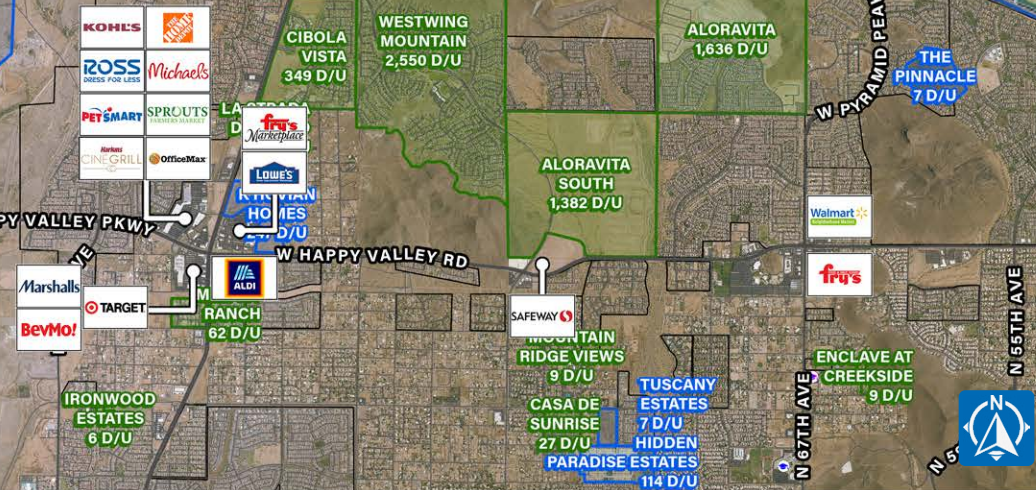 KOHL'S
THE HOME DEPOT
ROSS
DRESS FOR LESS
Michaels
PETSMART
SPROUTS
FARMERS MARKET
Harkins
CINEGRILL
OfficeMax
fry's
Marketplace
LOWE'S
CIBOLA
VISTA
349 D/U
WESTWING
MOUNTAIN
2,550 D/U
ALORAVITA
1,636 D/U
W PYRAMID PEAK
THE
PINNACLE
7 D/U
ALORAVITA
SOUTH
1,382 D/U
HOMES
D/U
PY VALLEY PKWY
W HAPPY VALLEY RD
Walmart
Neighborhood Market
fry's
Marshalls
BevMo!
TARGET
ALDI
RANCH
62 D/U
SAFEWAY
MOUNTAIN
RIDGE VIEWS
9 D/U
IRONWOOD
ESTATES
6 D/U
CASA DE
SUNRISE
27 D/U
TUSCANY
ESTATES
7 D/U
HIDDEN
PARADISE ESTATES
114 D/U
N 67TH AVE
ENCLAVE AT
CREEKSIDE
9 D/U
N 55TH AVE
N